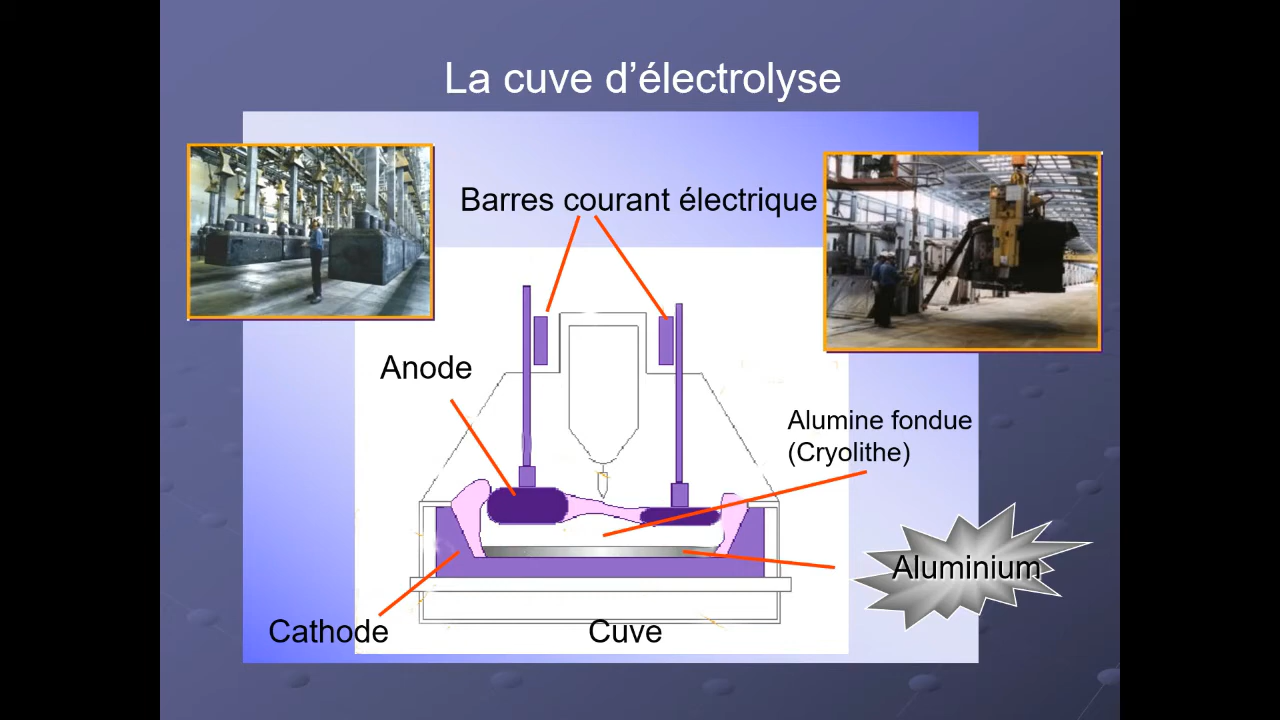 La cuve d’électrolyse
Barres courant électrique
Anode
Alumine fondue
(Cryolithe)
Aluminium
Cathode
Cuve